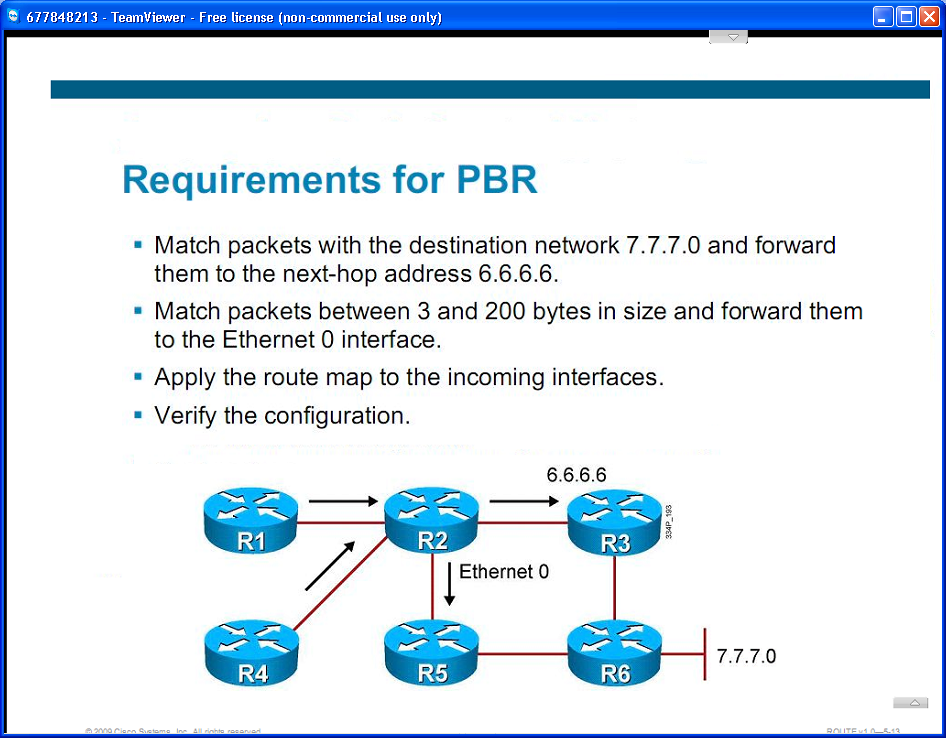 677848213 - TeamViewer - Free license (non-commercial use only)
Requirements for PBR
Match packets with the destination network 7.7.7.0 and forward
them to the next-hop address 6.6.6.6.
Match packets between 3 and 200 bytes in size and forward them
to the Ethernet 0 interface.
Apply the route map to the incoming interfaces.
Verify the configuration.
6.6.6.6
R1
R2
R3
334P_193
Ethernet 0
R4
R5
R6
7.7.7.0
© 2009 Cisco Systems, Inc. All rights reserved.
ROUTE v1.0—5-13